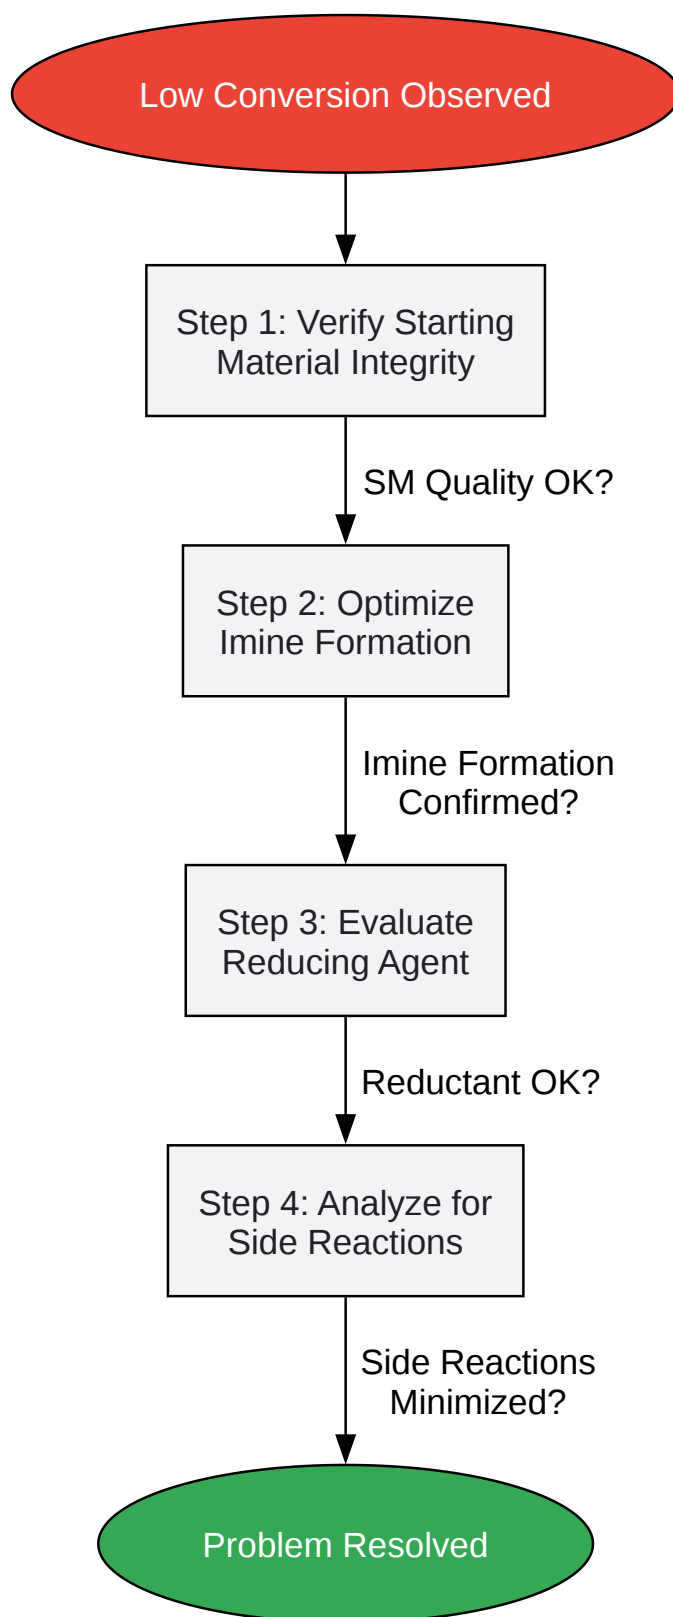 Low Conversion Observed
Step 1: Verify Starting
Material Integrity
SM Quality OK?
Step 2: Optimize
Imine Formation
Imine Formation
Confirmed?
Step 3: Evaluate
Reducing Agent
Reductant OK?
Step 4: Analyze for
Side Reactions
Side Reactions
Minimized?
Problem Resolved